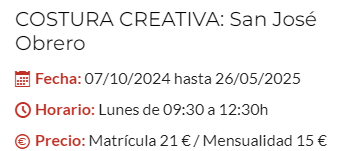 COSTURA CREATIVA: San José
Obrero
Fecha: 07/10/2024 hasta 26/05/2025
Horario: Lunes de 09:30 a 12:30h
Precio: Matrícula 21 € / Mensualidad 15 €